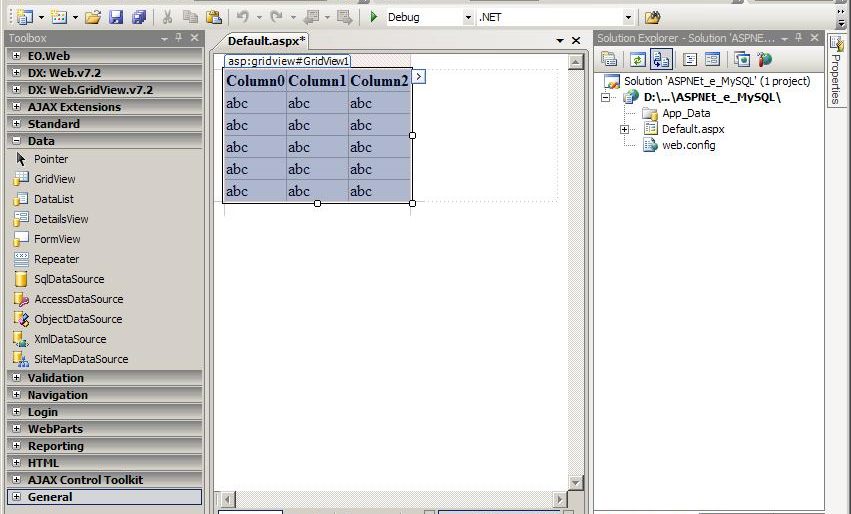 Debug
.NET
Toolbox
EO.Web
DX: Web.v7.2
DX: Web.GridView.v7.2
AJAX Extensions
Standard
Data
Pointer
GridView
DataList
DetailsView
FormView
Repeater
SqlDataSource
AccessDataSource
ObjectDataSource
XmlDataSource
SiteMapDataSource
Validation
Navigation
Login
WebParts
Reporting
HTML
AJAX Control Toolkit
General
Default.aspx*
asp:gridview#GridView1
Column0 Column1 Column2
abc abc abc
abc abc abc
abc abc abc
abc abc abc
abc abc abc
Solution Explorer - Solution 'ASPNE...
Solution 'ASPNEt_e_MySQL' (1 project)
D:\...\ASPNEt_e_MySQL\
App_Data
Default.aspx
web.config
Properties